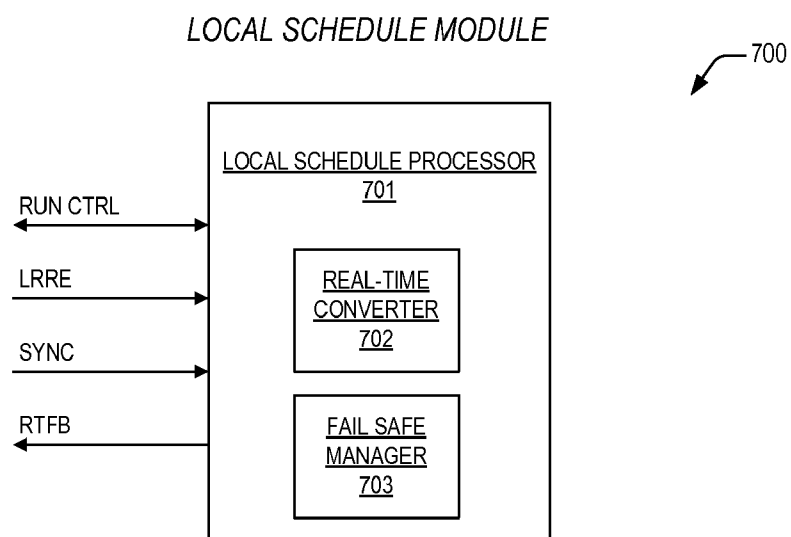 LOCAL SCHEDULE MODULE
700
LOCAL SCHEDULE PROCESSOR
701
RUN CTRL
LRRE
SYNC
RTFB
REAL-TIME
CONVERTER
702
FAIL SAFE
MANAGER
703